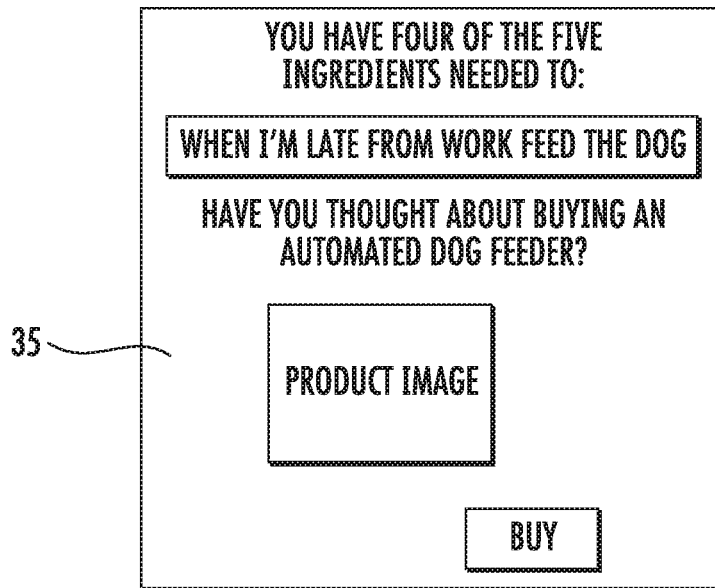 YOU HAVE FOUR OF THE FIVE
INGREDIENTS NEEDED TO:
WHEN I'M LATE FROM WORK FEED THE DOG
HAVE YOU THOUGHT ABOUT BUYING AN
AUTOMATED DOG FEEDER?
35
PRODUCT IMAGE
BUY